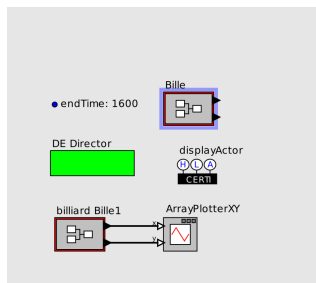 Bille
endTime: 1600
DE Director
displayActor
H L A
CERTI
billiard Bille1
ArrayPlotterXY
x
y